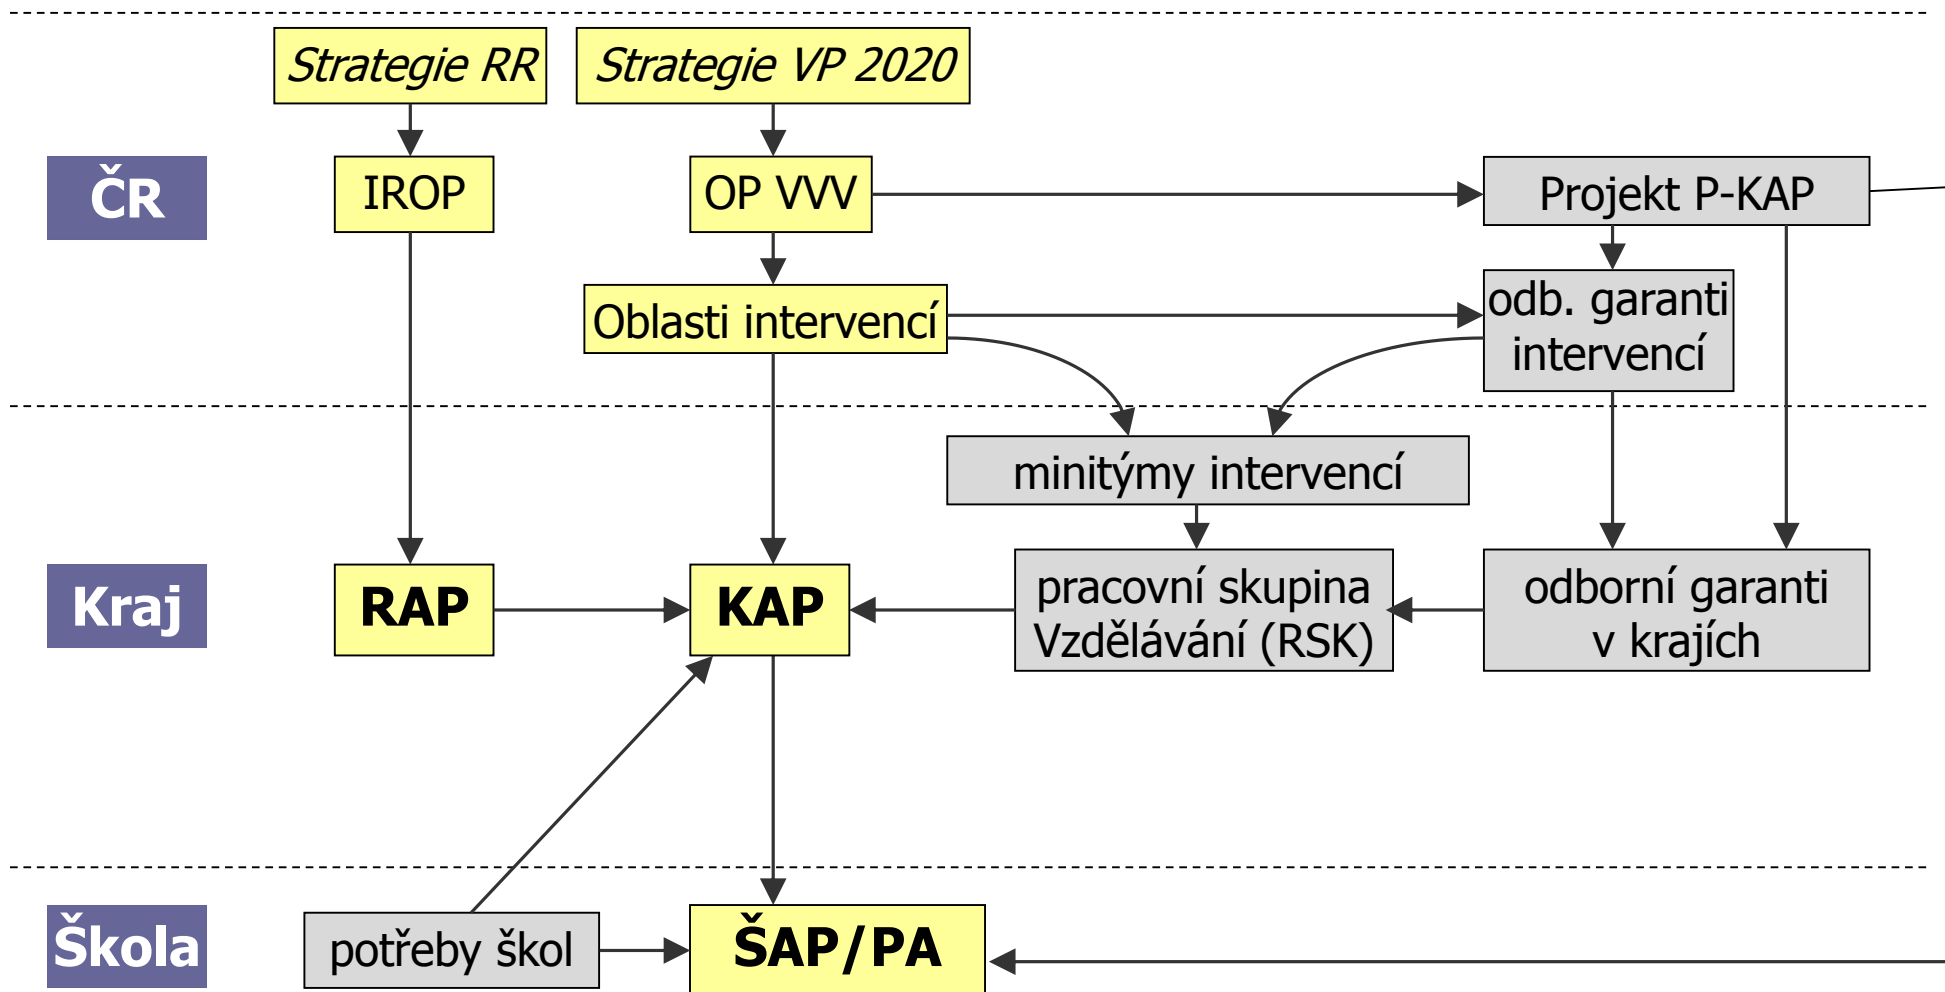 Strategie RR
Strategie VP 2020
ČR
IROP
OP VVV
Projekt P-KAP
Oblasti intervencí
odb. garanti
intervencí
minitýmy intervencí
Kraj
RAP
KAP
pracovní skupina
Vzdělávání (RSK)
odborní garanti
v krajích
Škola
potřeby škol
ŠAP/PA